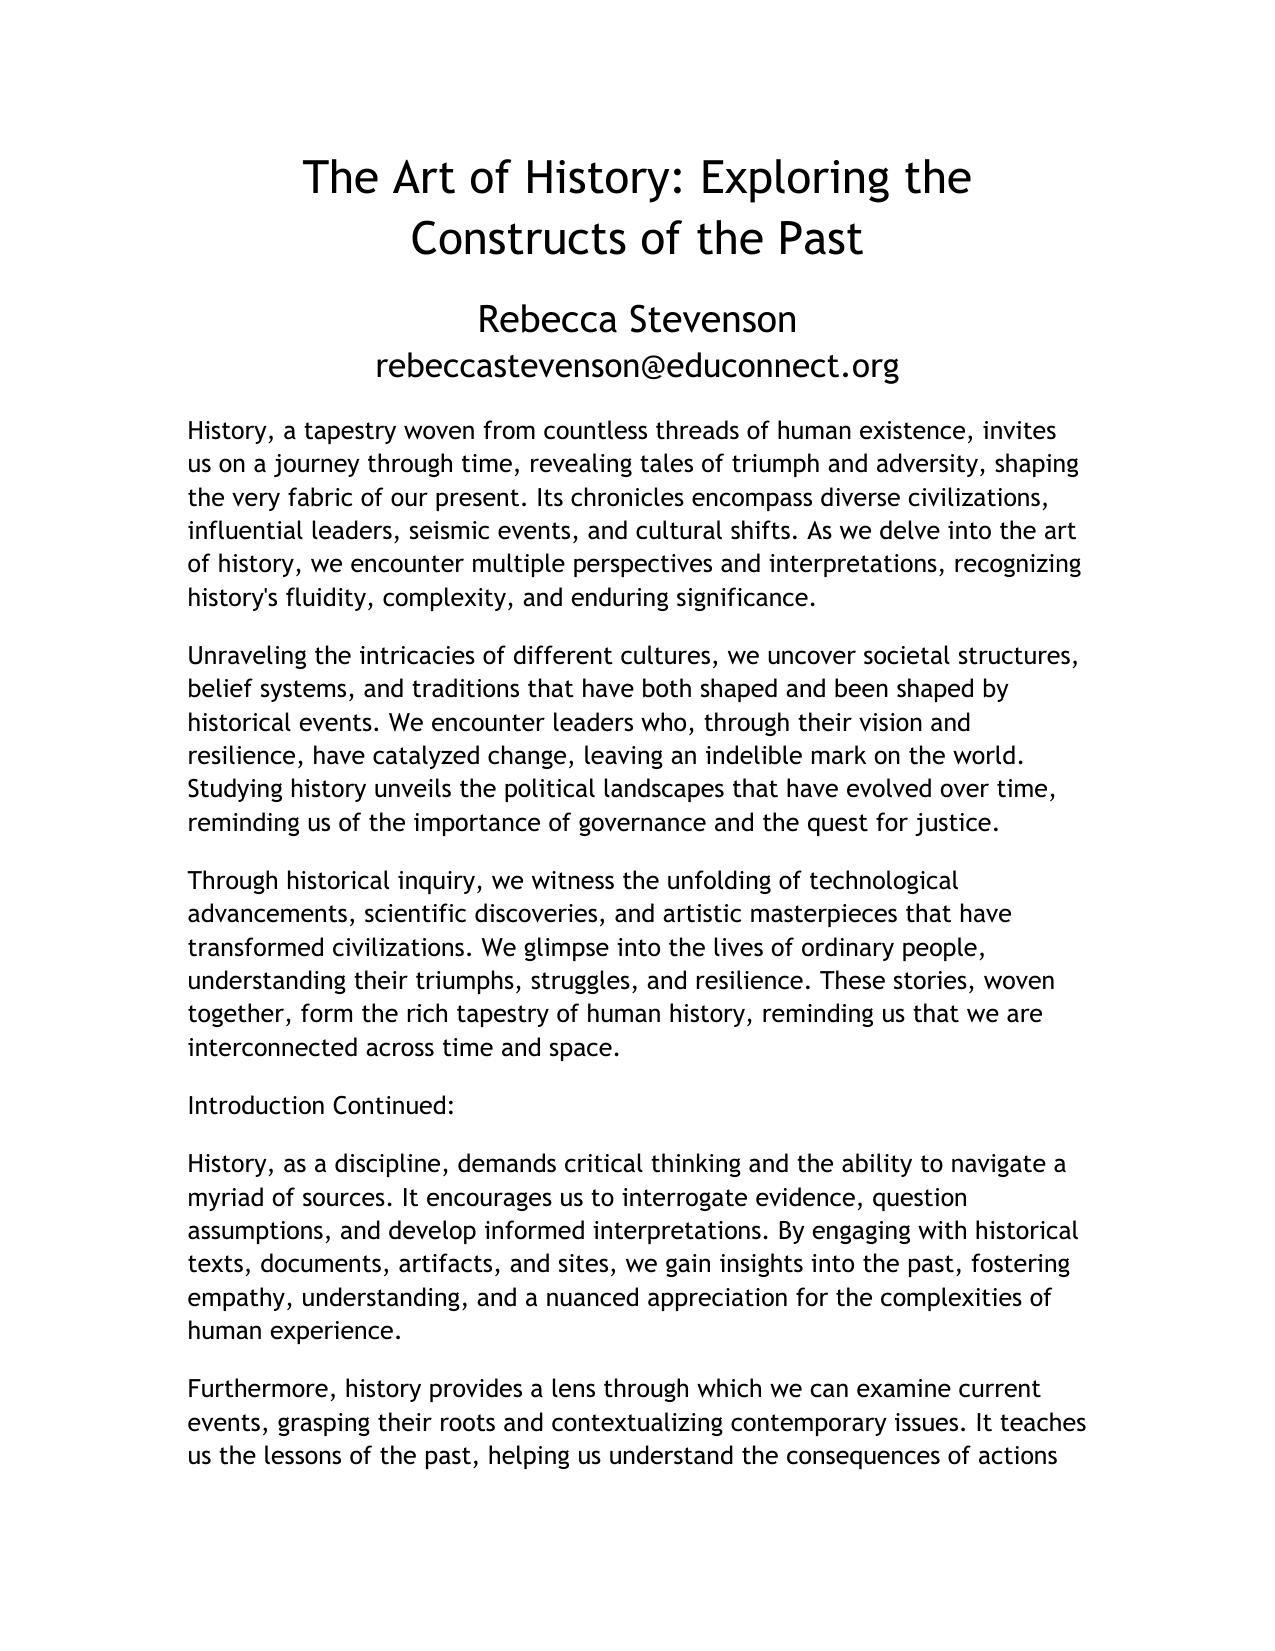 The Art of History: Exploring the
Constructs of the Past
Rebecca Stevenson
rebeccastevenson@educonnect.org
History, a tapestry woven from countless threads of human existence, invites
us on a journey through time, revealing tales of triumph and adversity, shaping
the very fabric of our present. Its chronicles encompass diverse civilizations,
influential leaders, seismic events, and cultural shifts. As we delve into the art
of history, we encounter multiple perspectives and interpretations, recognizing
history's fluidity, complexity, and enduring significance.
Unraveling the intricacies of different cultures, we uncover societal structures,
belief systems, and traditions that have both shaped and been shaped by
historical events. We encounter leaders who, through their vision and
resilience, have catalyzed change, leaving an indelible mark on the world.
Studying history unveils the political landscapes that have evolved over time,
reminding us of the importance of governance and the quest for justice.
Through historical inquiry, we witness the unfolding of technological
advancements, scientific discoveries, and artistic masterpieces that have
transformed civilizations. We glimpse into the lives of ordinary people,
understanding their triumphs, struggles, and resilience. These stories, woven
together, form the rich tapestry of human history, reminding us that we are
interconnected across time and space.
Introduction Continued:
History, as a discipline, demands critical thinking and the ability to navigate a
myriad of sources. It encourages us to interrogate evidence, question
assumptions, and develop informed interpretations. By engaging with historical
texts, documents, artifacts, and sites, we gain insights into the past, fostering
empathy, understanding, and a nuanced appreciation for the complexities of
human experience.
Furthermore, history provides a lens through which we can examine current
events, grasping their roots and contextualizing contemporary issues. It teaches
us the lessons of the past, helping us understand the consequences of actions